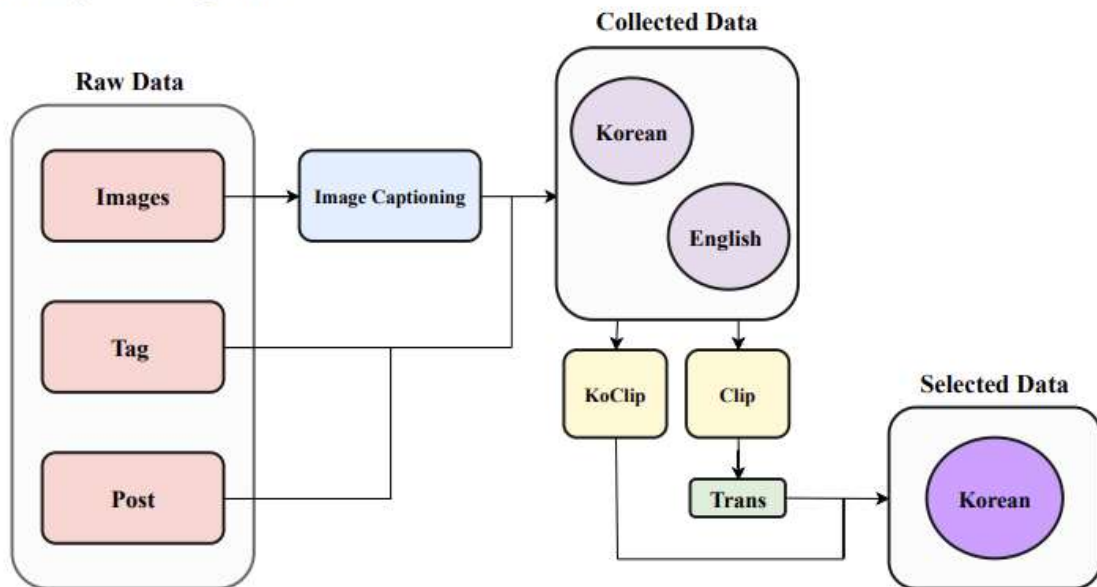 Collected Data
Raw Data
Korean
Images
Image Captioning
English
Tag
KoClip
Clip
Selected Data
Post
Trans
Korean